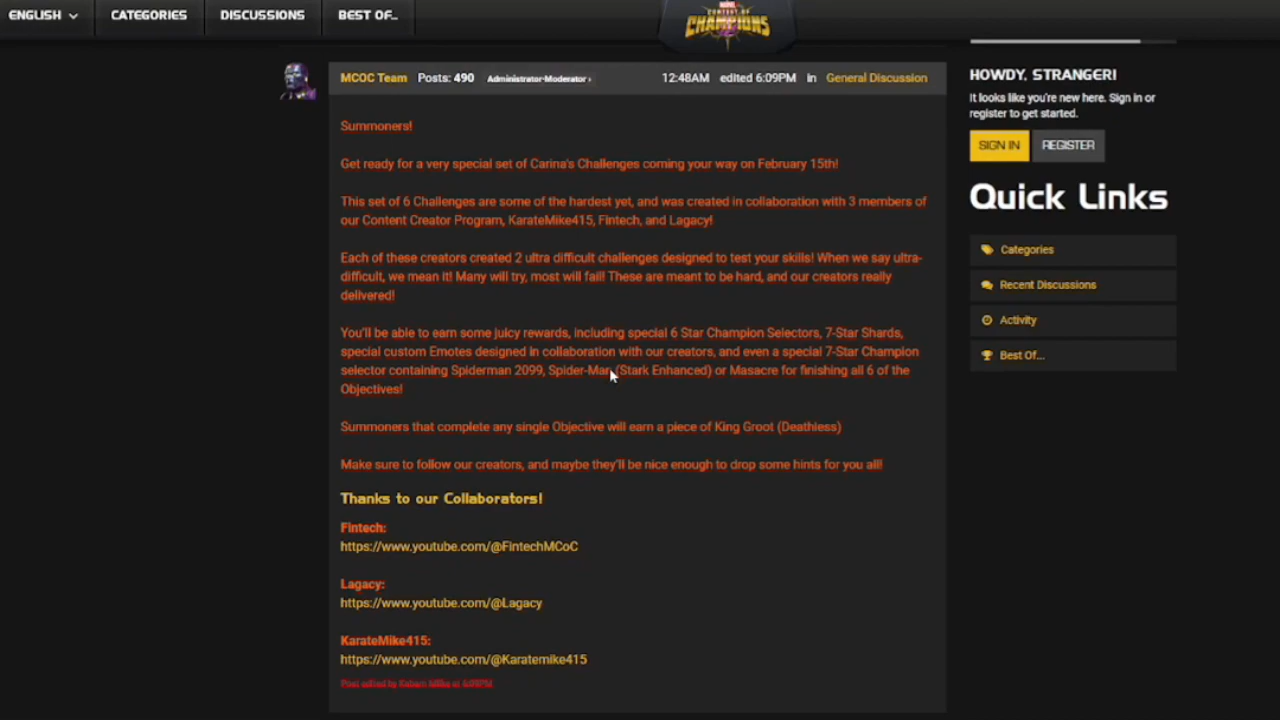 ENGLISH CATEGORIES DISCUSSIONS BEST OF...
MARVEL
CONTEST OF
CHAMPIONS
MCOC Team Posts: 490 Administrator-Moderator › 12:48AM edited 6:09PM in General Discussion
Summoners!
Get ready for a very special set of Carina's Challenges coming your way on February 15th!
This set of 6 Challenges are some of the hardest yet, and was created in collaboration with 3 members of
our Content Creator Program, KarateMike415, Fintech, and Lagacy!
Each of these creators created 2 ultra difficult challenges designed to test your skills! When we say ultra-
difficult, we mean it! Many will try, most will fail! These are meant to be hard, and our creators really
delivered!
You'll be able to earn some juicy rewards, including special 6 Star Champion Selectors, 7-Star Shards,
special custom Emotes designed in collaboration with our creators, and even a special 7-Star Champion
selector containing Spiderman 2099, Spider-Man (Stark Enhanced) or Masacre for finishing all 6 of the
Objectives!
Summoners that complete any single Objective will earn a piece of King Groot (Deathless)
Make sure to follow our creators, and maybe they'll be nice enough to drop some hints for you all!
Thanks to our Collaborators!
Fintech:
https://www.youtube.com/@FintechMCoC
Lagacy:
https://www.youtube.com/@Lagacy
KarateMike415:
https://www.youtube.com/@Karatemike415
Post edited by Kabam Miike at 6:09PM
HOWDY, STRANGER!
It looks like you're new here. Sign in or
register to get started.
SIGN IN REGISTER
Quick Links
Categories
Recent Discussions
Activity
Best Of...